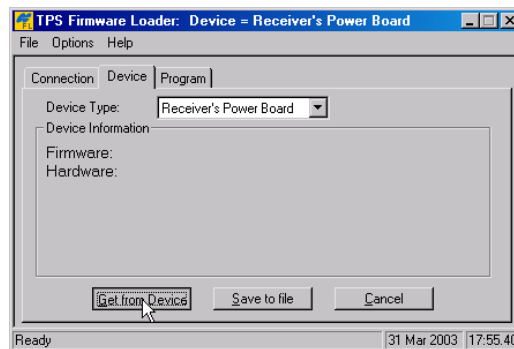 TPS Firmware Loader:  Device = Receiver's Power Board
File Options Help
Connection Device Program
Device Type: Receiver's Power Board
Device Information
Firmware:
Hardware:
Get from Device Save to file Cancel
Ready 31 Mar 2003 17:55.40